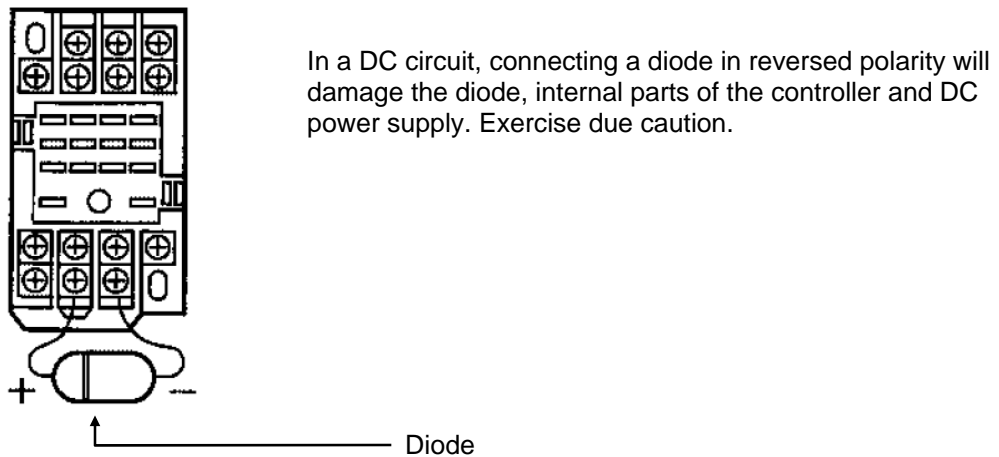 In a DC circuit, connecting a diode in reversed polarity will
damage the diode, internal parts of the controller and DC
power supply. Exercise due caution.
+ -
Diode